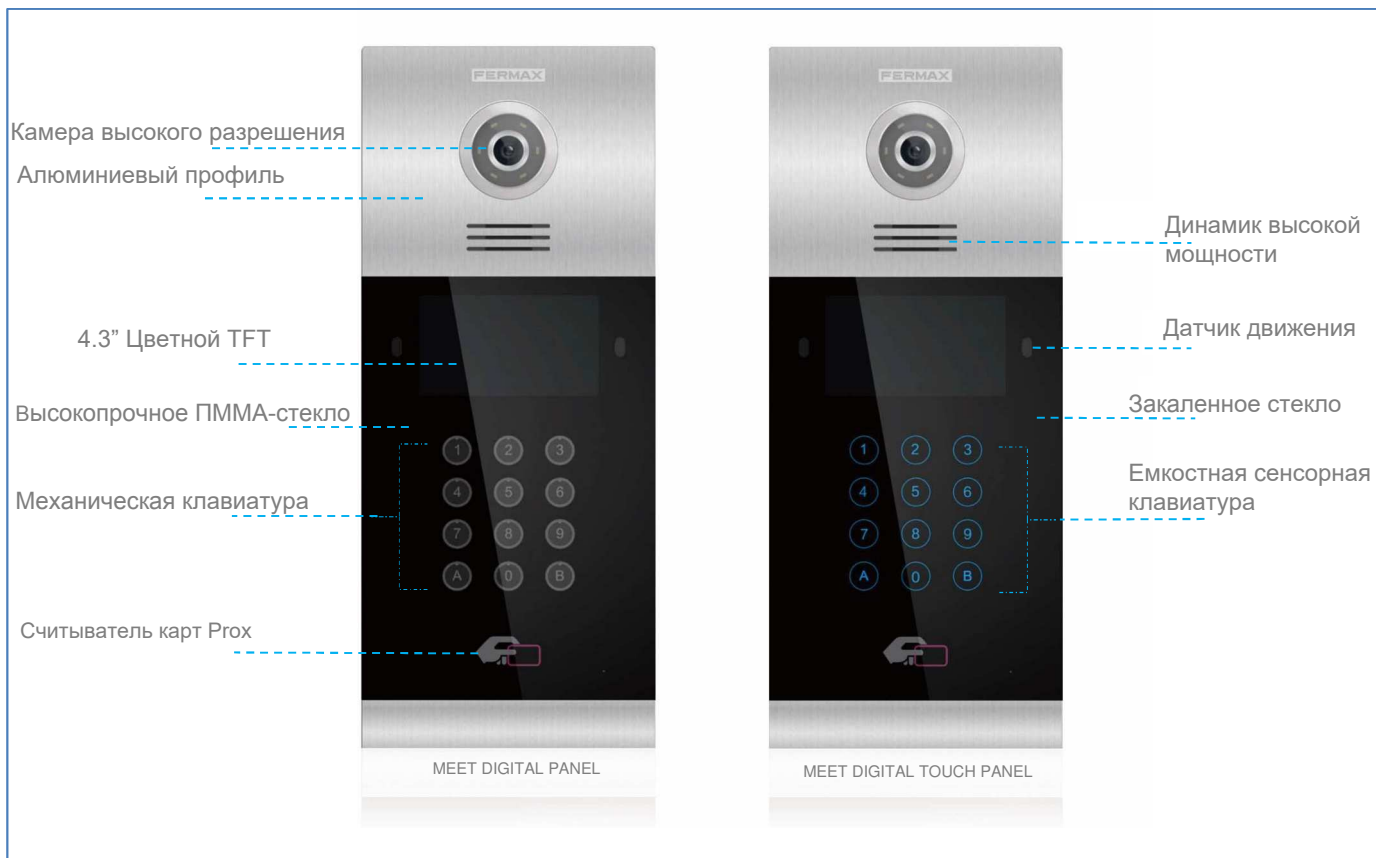 FERMAX
FERMAX
Камера высокого разрешения
Алюминиевый профиль
Динамик высокой
мощности
4.3” Цветной TFT
Датчик движения
Высокопрочное ПММА-стекло
Закаленное стекло
1 2 3
4 5 6
7 8 9
A 0 B
1 2 3
4 5 6
7 8 9
A 0 B
Механическая клавиатура
Емкостная сенсорная
клавиатура
Считыватель карт Prox
MEET DIGITAL PANEL
MEET DIGITAL TOUCH PANEL